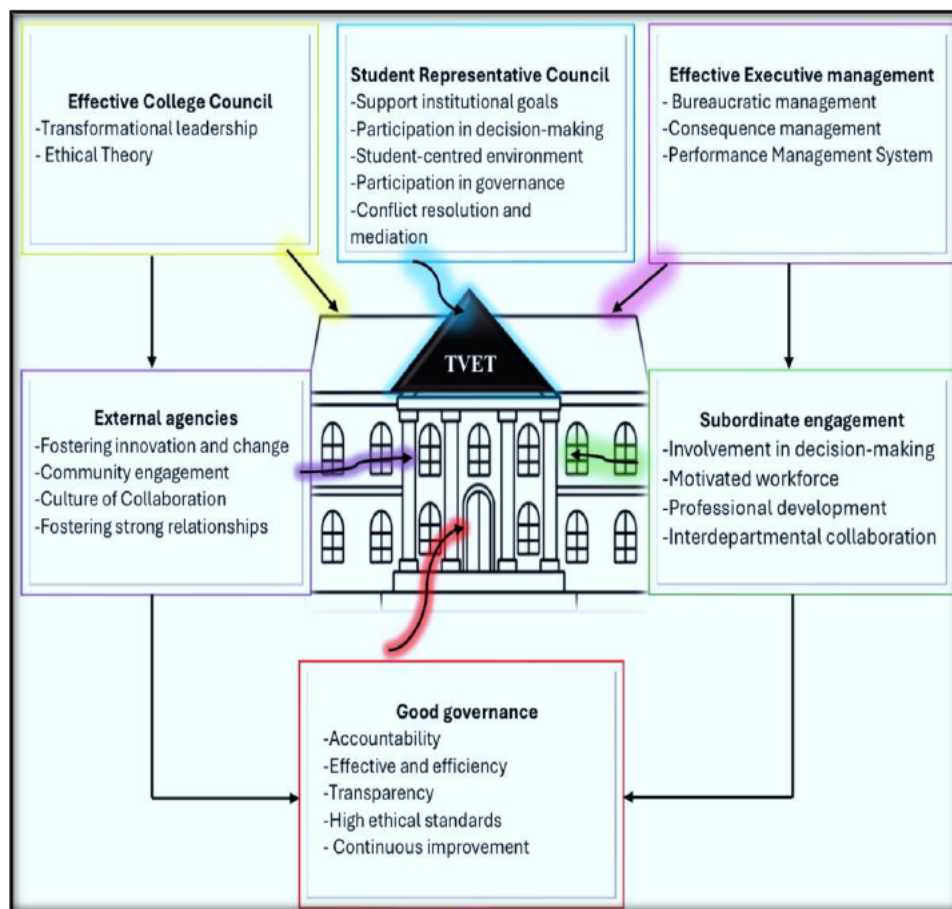 Effective College Council
-Transformational leadership
- Ethical Theory
Student Representative Council
-Support institutional goals
-Participation in decision-making
-Student-centred environment
-Participation in governance
-Conflict resolution and
mediation
Effective Executive management
- Bureaucratic management
-Consequence management
-Performance Management System
TVET
External agencies
-Fostering innovation and change
-Community engagement
-Culture of Collaboration
-Fostering strong relationships
Subordinate engagement
-Involvement in decision-making
-Motivated workforce
-Professional development
-Interdepartmental collaboration
Good governance
-Accountability
-Effective and efficiency
-Transparency
-High ethical standards
- Continuous improvement